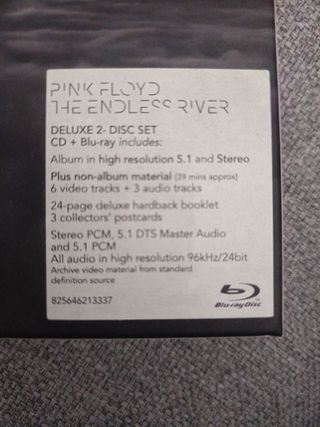 PINK FLOYD
THE ENDLESS RIVER
DELUXE 2- DISC SET
CD + Blu-ray includes:
Album in high resolution 5.1 and Stereo
Plus non-album material (39 mins approx)
6 video tracks + 3 audio tracks
24-page deluxe hardback booklet
3 collectors' postcards
Stereo PCM, 5.1 DTS Master Audio
and 5.1 PCM
All audio in high resolution 96kHz/24bit
Archive video material from standard
definition source
825646213337
Blu-ray Disc